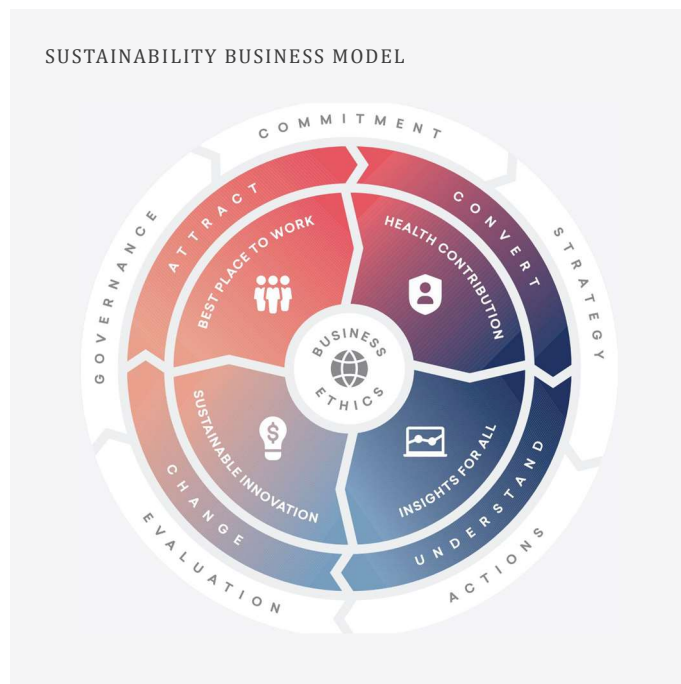 SUSTAINABILITY BUSINESS MODEL
COMMITMENT
STRATEGY
ACTIONS
EVALUATION
GOVERNANCE
ATTRACT
CONVERT
UNDERSTAND
CHANGE
BEST PLACE TO WORK
HEALTH CONTRIBUTION
INSIGHTS FOR ALL
SUSTAINABLE INNOVATION
BUSINESS
ETHICS
$